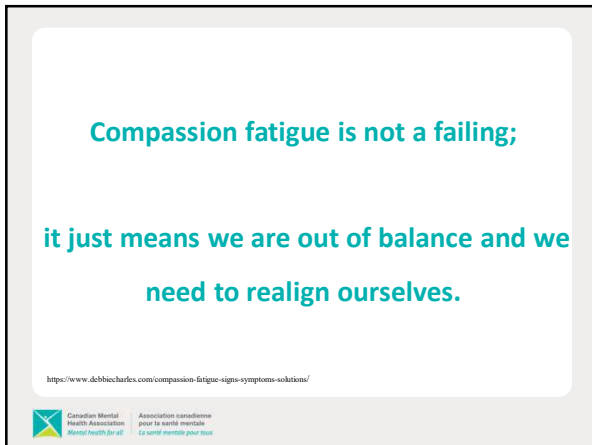 Compassion fatigue is not a failing;
it just means we are out of balance and we
need to realign ourselves.
https://www.debbiecharles.com/compassion-fatigue-signs-symptoms-solutions/
Canadian Mental
Health Association
Mental health for all
Association canadienne
pour la santé mentale
La santé mentale pour tous